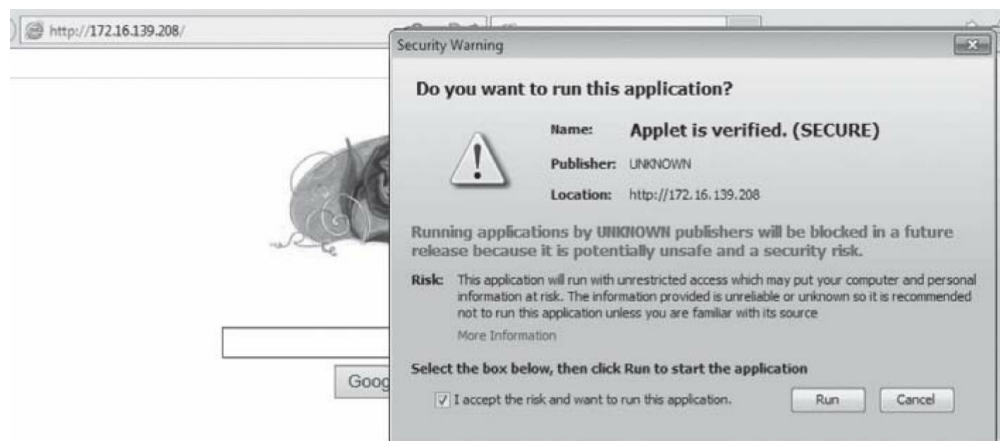 http://172.16.139.208/
Security Warning
Do you want to run this application?
Name: Applet is verified. (SECURE)
Publisher: UNKNOWN
Location: http://172.16.139.208
Running applications by UNKNOWN publishers will be blocked in a future
release because it is potentially unsafe and a security risk.
Risk: This application will run with unrestricted access which may put your computer and personal
information at risk. The information provided is unreliable or unknown so it is recommended
not to run this application unless you are familiar with its source
More Information
Select the box below, then click Run to start the application
I accept the risk and want to run this application.
Run
Cancel
Goog